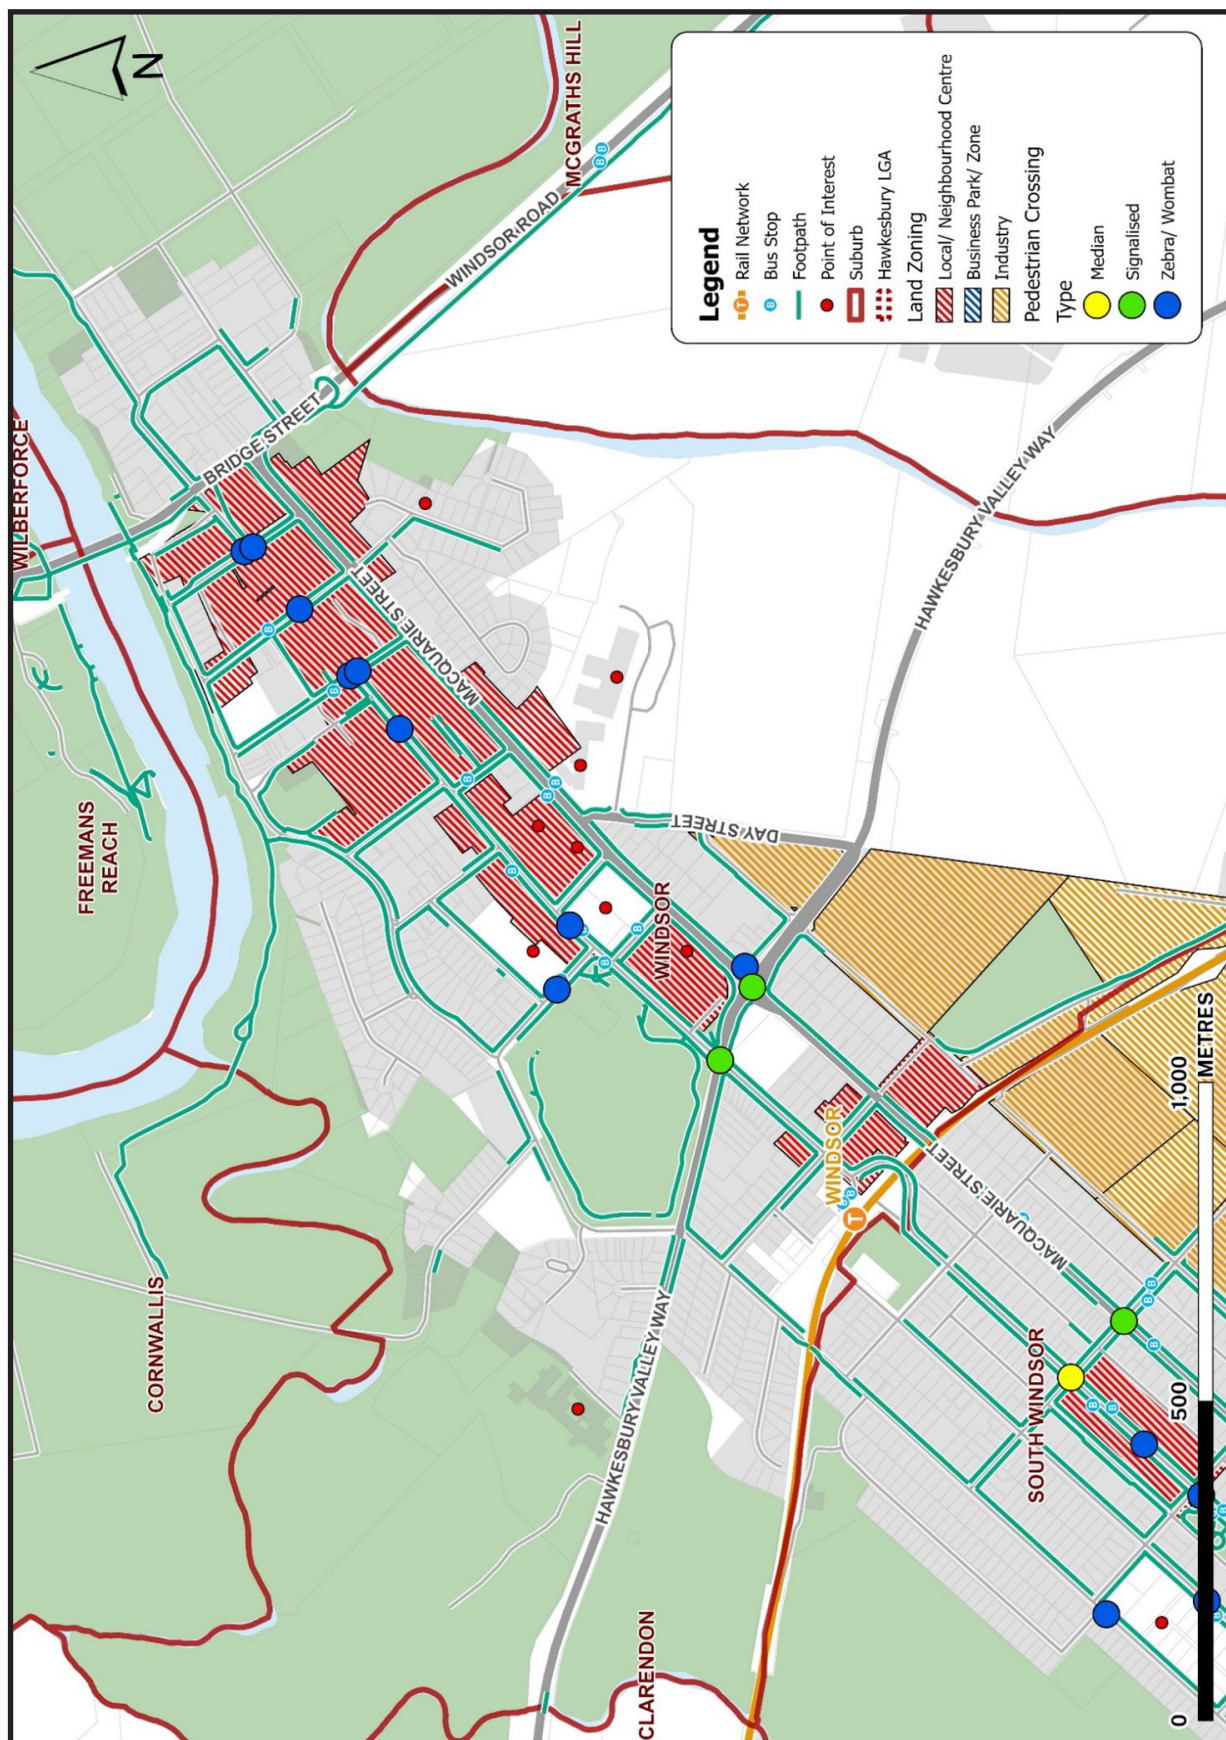 N
WILBERFORCE
MCGRATHS HILL
WINDSOR ROAD
BRIDGE STREET
FREEMANS
REACH
MACQUARIE STREET
HAWKESBURY VALLEY WAY
DAY STREET
WINDSOR
WINDSOR
T
CORNWALLIS
HAWKESBURY VALLEY WAY
MACQUARIE STREET
SOUTH WINDSOR
CLARENDON
Legend
T Rail Network
B Bus Stop
Footpath
Point of Interest
Suburb
Hawkesbury LGA
Land Zoning
Local/ Neighbourhood Centre
Business Park/ Zone
Industry
Pedestrian Crossing
Type
Median
Signalised
Zebra/ Wombat
0 500 1,000
METRES